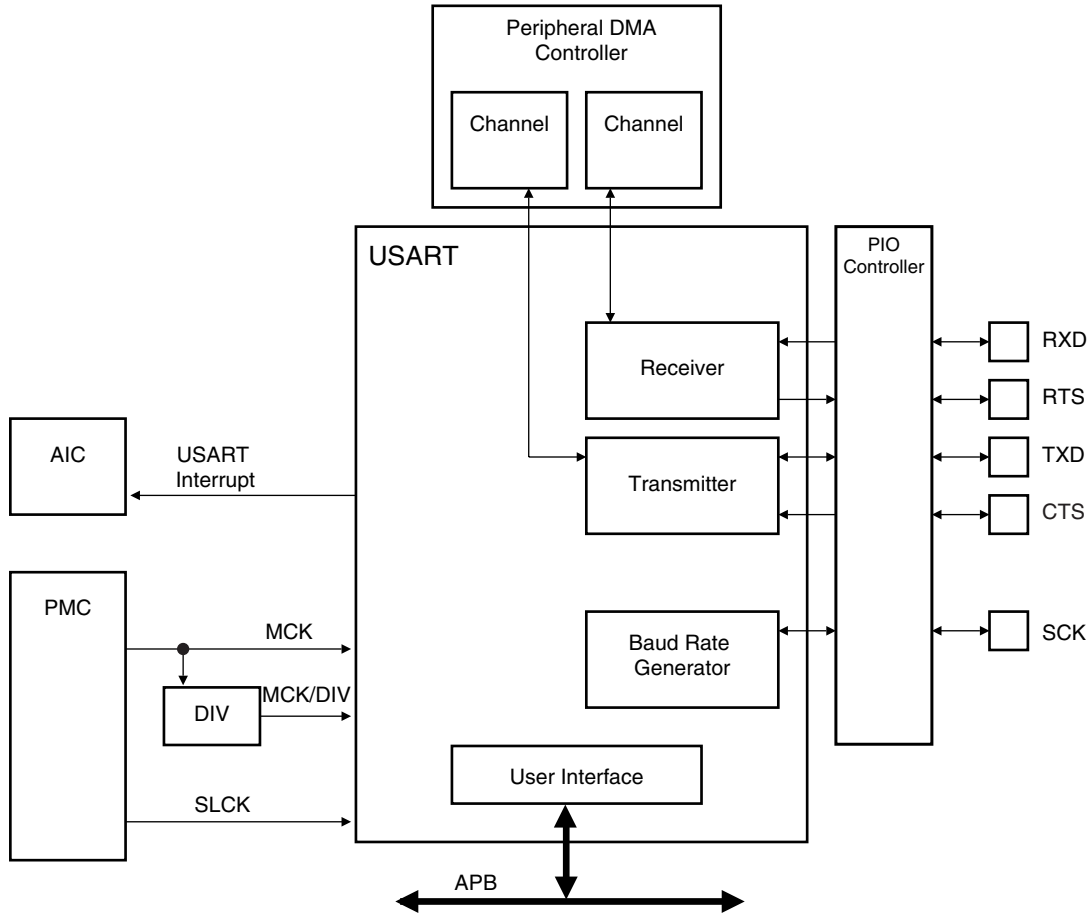 Peripheral DMA
Controller
Channel
Channel
USART
PIO
Controller
Receiver
RXD
RTS
AIC
USART
Interrupt
Transmitter
TXD
CTS
PMC
MCK
Baud Rate
Generator
SCK
DIV
MCK/DIV
User Interface
SLCK
APB